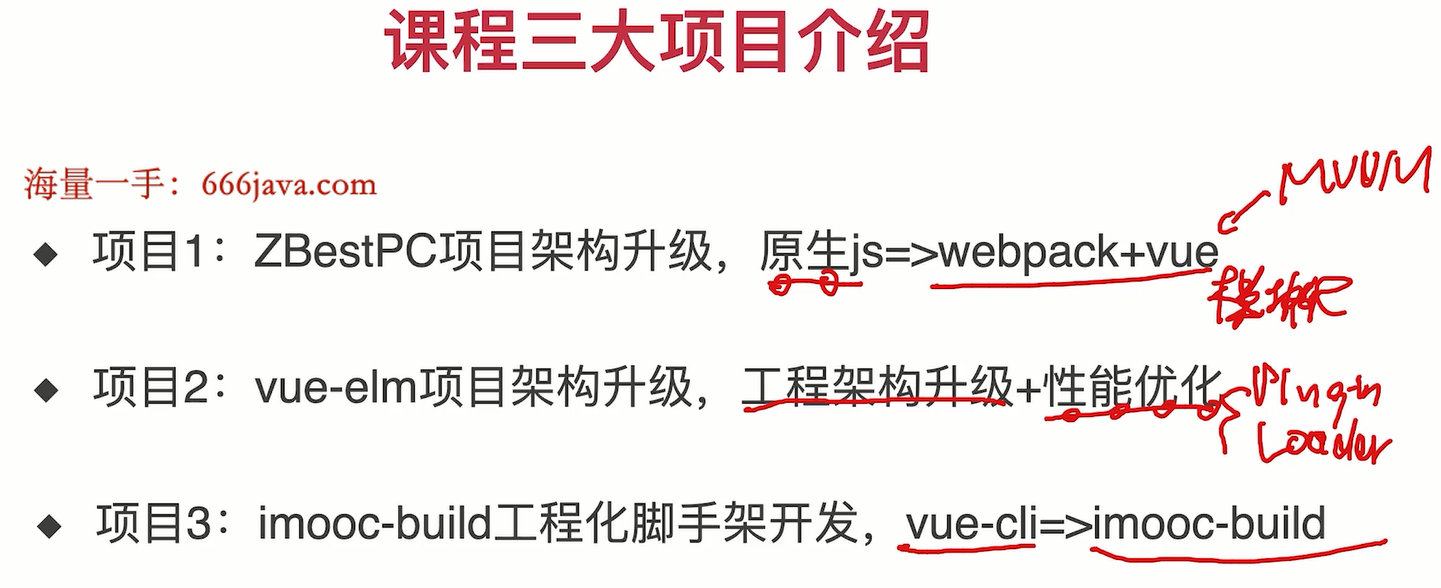 课程三大项目介绍
海量一手：666java.com
MVVM
◆ 项目1：ZBestPC项目架构升级，原生js=>webpack+vue
◆ 项目2：vue-elm项目架构升级，工程架构升级+性能优化
Plugin
Loader
◆ 项目3：imooc-build工程化脚手架开发，vue-cli=>imooc-build